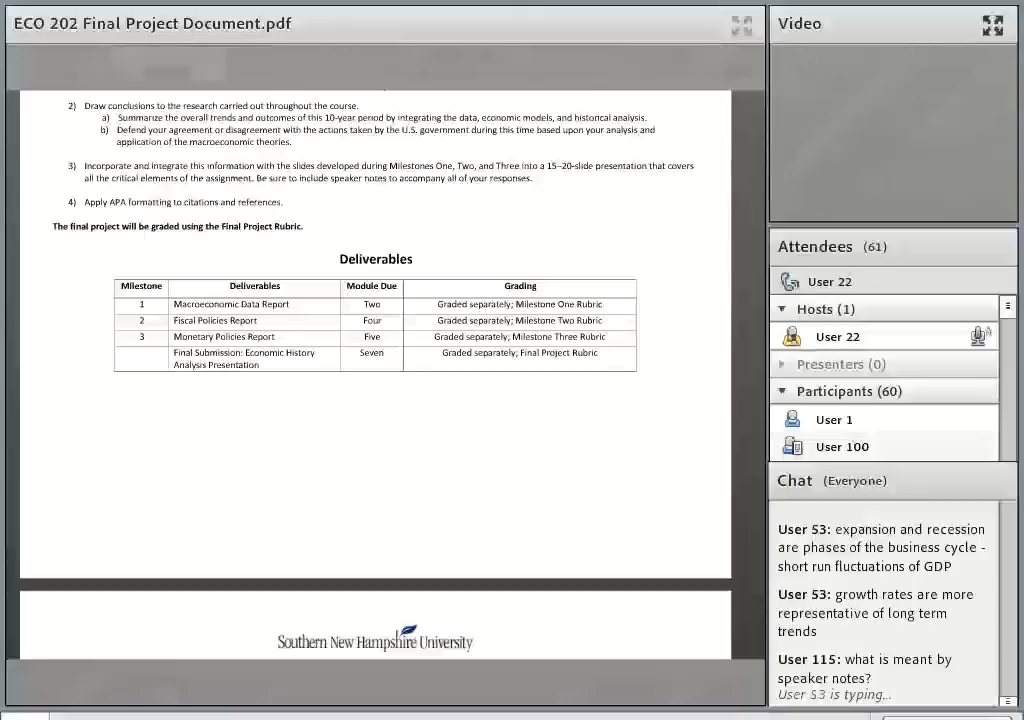 ECO 202 Final Project Document.pdf
2) Draw conclusions to the research carried out throughout the course.
a) Summarize the overall trends and outcomes of this 10-year period by integrating the data, economic models, and historical analysis.
b) Defend your agreement or disagreement with the actions taken by the U.S. government during this time based upon your analysis and
application of the macroeconomic theories.
3) Incorporate and integrate this information with the slides developed during Milestones One, Two, and Three into a 15–20-slide presentation that covers
all the critical elements of the assignment. Be sure to include speaker notes to accompany all of your responses.
4) Apply APA formatting to citations and references.
The final project will be graded using the Final Project Rubric.
Deliverables
Milestone Deliverables Module Due Grading
1 Macroeconomic Data Report Two Graded separately; Milestone One Rubric
2 Fiscal Policies Report Four Graded separately; Milestone Two Rubric
3 Monetary Policies Report Five Graded separately; Milestone Three Rubric
Final Submission: Economic History Seven Graded separately; Final Project Rubric
Analysis Presentation
Southern New Hampshire University
Video
Attendees (61)
User 22
Hosts (1)
User 22
Presenters (0)
Participants (60)
User 1
User 100
Chat (Everyone)
User 53: expansion and recession
are phases of the business cycle -
short run fluctuations of GDP
User 53: growth rates are more
representative of long term
trends
User 115: what is meant by
speaker notes?
User 53 is typing...